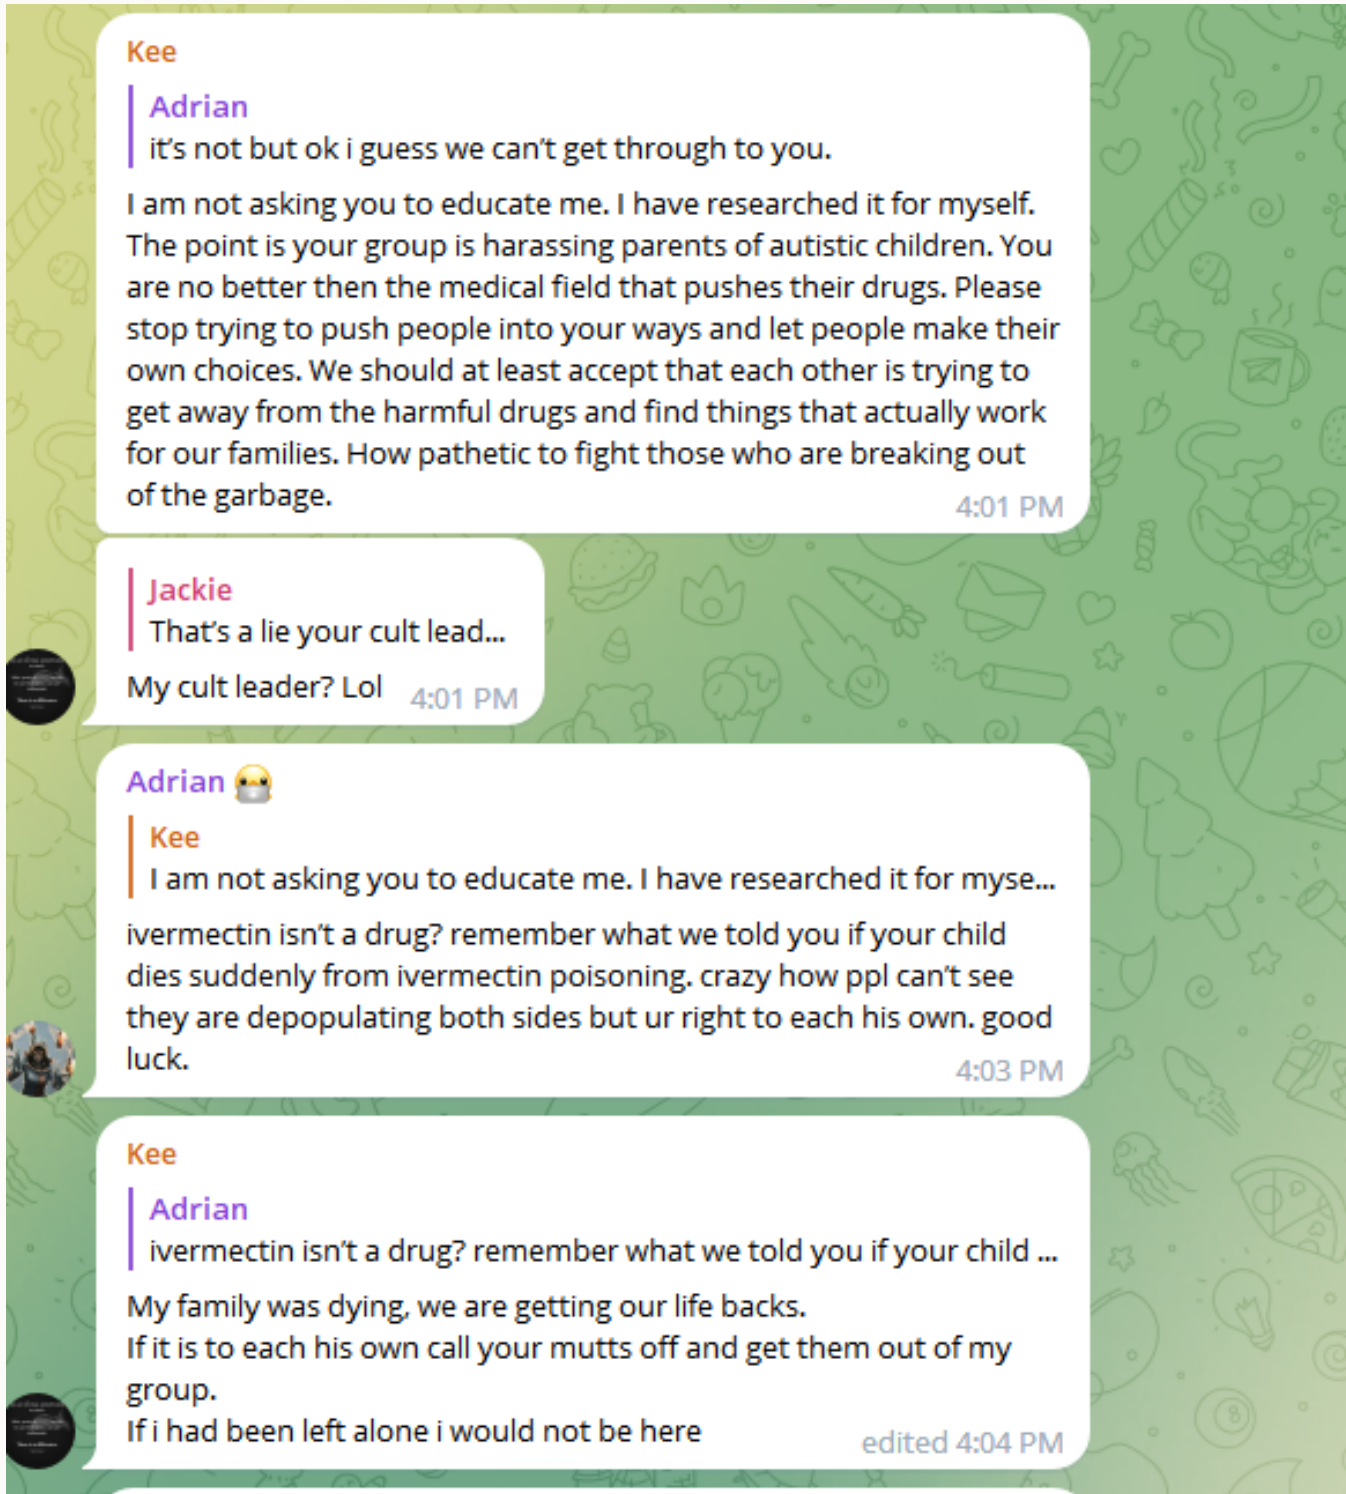 Kee
Adrian
it's not but ok i guess we can't get through to you.
I am not asking you to educate me. I have researched it for myself.
The point is your group is harassing parents of autistic children. You
are no better then the medical field that pushes their drugs. Please
stop trying to push people into your ways and let people make their
own choices. We should at least accept that each other is trying to
get away from the harmful drugs and find things that actually work
for our families. How pathetic to fight those who are breaking out
of the garbage.
4:01 PM
Jackie
That's a lie your cult lead...
My cult leader? Lol
4:01 PM
Adrian
Kee
I am not asking you to educate me. I have researched it for myse...
ivermectin isn't a drug? remember what we told you if your child
dies suddenly from ivermectin poisoning. crazy how ppl can't see
they are depopulating both sides but ur right to each his own. good
luck.
4:03 PM
Kee
Adrian
ivermectin isn't a drug? remember what we told you if your child ...
My family was dying, we are getting our life backs.
If it is to each his own call your mutts off and get them out of my
group.
If i had been left alone i would not be here
edited 4:04 PM